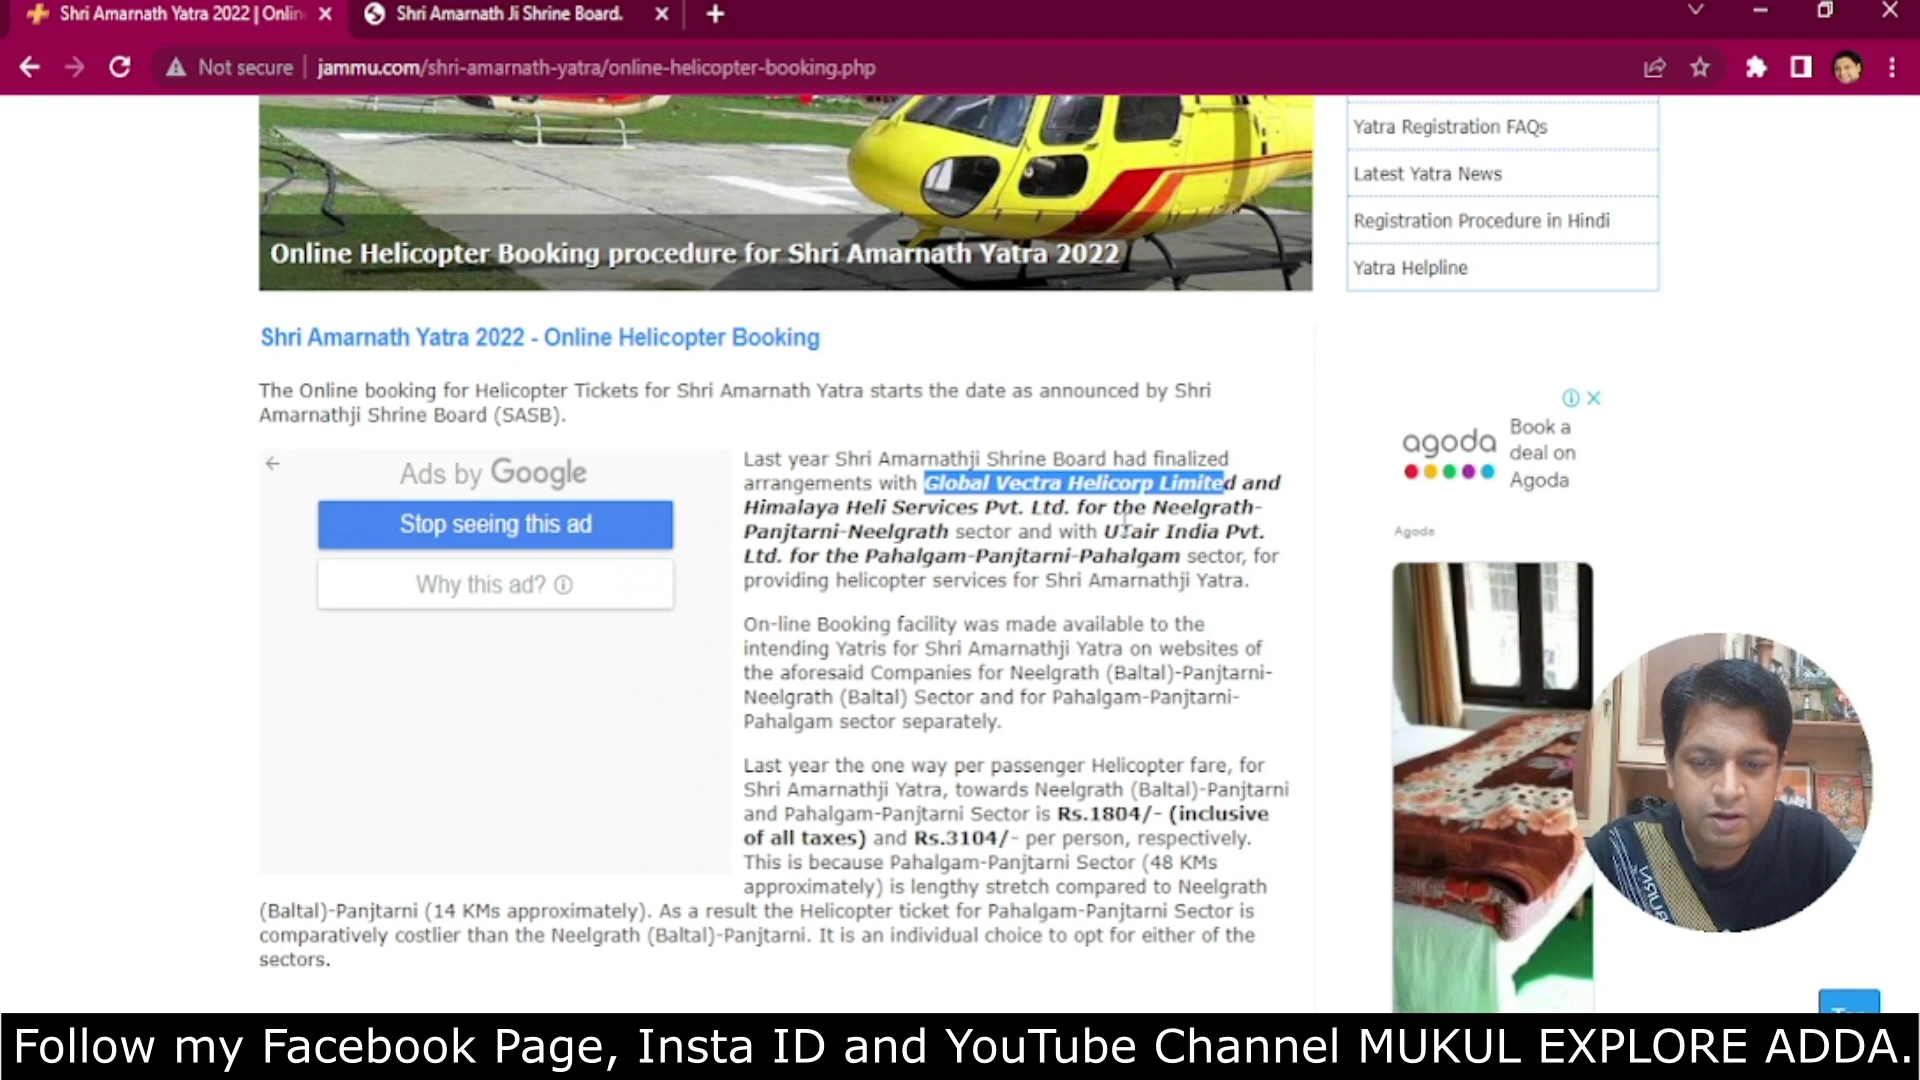 Shri Amarnath Yatra 2022 | Onlin
Shri Amarnath Ji Shrine Board.
Not secure
jammu.com/shri-amarnath-yatra/online-helicopter-booking.php
Yatra Registration FAQs
Latest Yatra News
Registration Procedure in Hindi
Yatra Helpline
Online Helicopter Booking procedure for Shri Amarnath Yatra 2022
Shri Amarnath Yatra 2022 - Online Helicopter Booking
The Online booking for Helicopter Tickets for Shri Amarnath Yatra starts the date as announced by Shri
Amarnathji Shrine Board (SASB).
Ads by Google
Stop seeing this ad
Why this ad?
Last year Shri Amarnathji Shrine Board had finalized
arrangements with Global Vectra Helicorp Limited and
Himalaya Heli Services Pvt. Ltd. for the Neelgrath-
Panjtarni-Neelgrath sector and with UTair India Pvt.
Ltd. for the Pahalgam-Panjtarni-Pahalgam sector, for
providing helicopter services for Shri Amarnathji Yatra.
On-line Booking facility was made available to the
intending Yatris for Shri Amarnathji Yatra on websites of
the aforesaid Companies for Neelgrath (Baltal)-Panjtarni-
Neelgrath (Baltal) Sector and for Pahalgam-Panjtarni-
Pahalgam sector separately.
Last year the one way per passenger Helicopter fare, for
Shri Amarnathji Yatra, towards Neelgrath (Baltal)-Panjtarni
and Pahalgam-Panjtarni Sector is Rs.1804/- (inclusive
of all taxes) and Rs.3104/- per person, respectively.
This is because Pahalgam-Panjtarni Sector (48 KMs
approximately) is lengthy stretch compared to Neelgrath
(Baltal)-Panjtarni (14 KMs approximately). As a result the Helicopter ticket for Pahalgam-Panjtarni Sector is
comparatively costlier than the Neelgrath (Baltal)-Panjtarni. It is an individual choice to opt for either of the
sectors.
agoda
Book a
deal on
Agoda
Agoda
Follow my Facebook Page, Insta ID and YouTube Channel MUKUL EXPLORE ADDA.